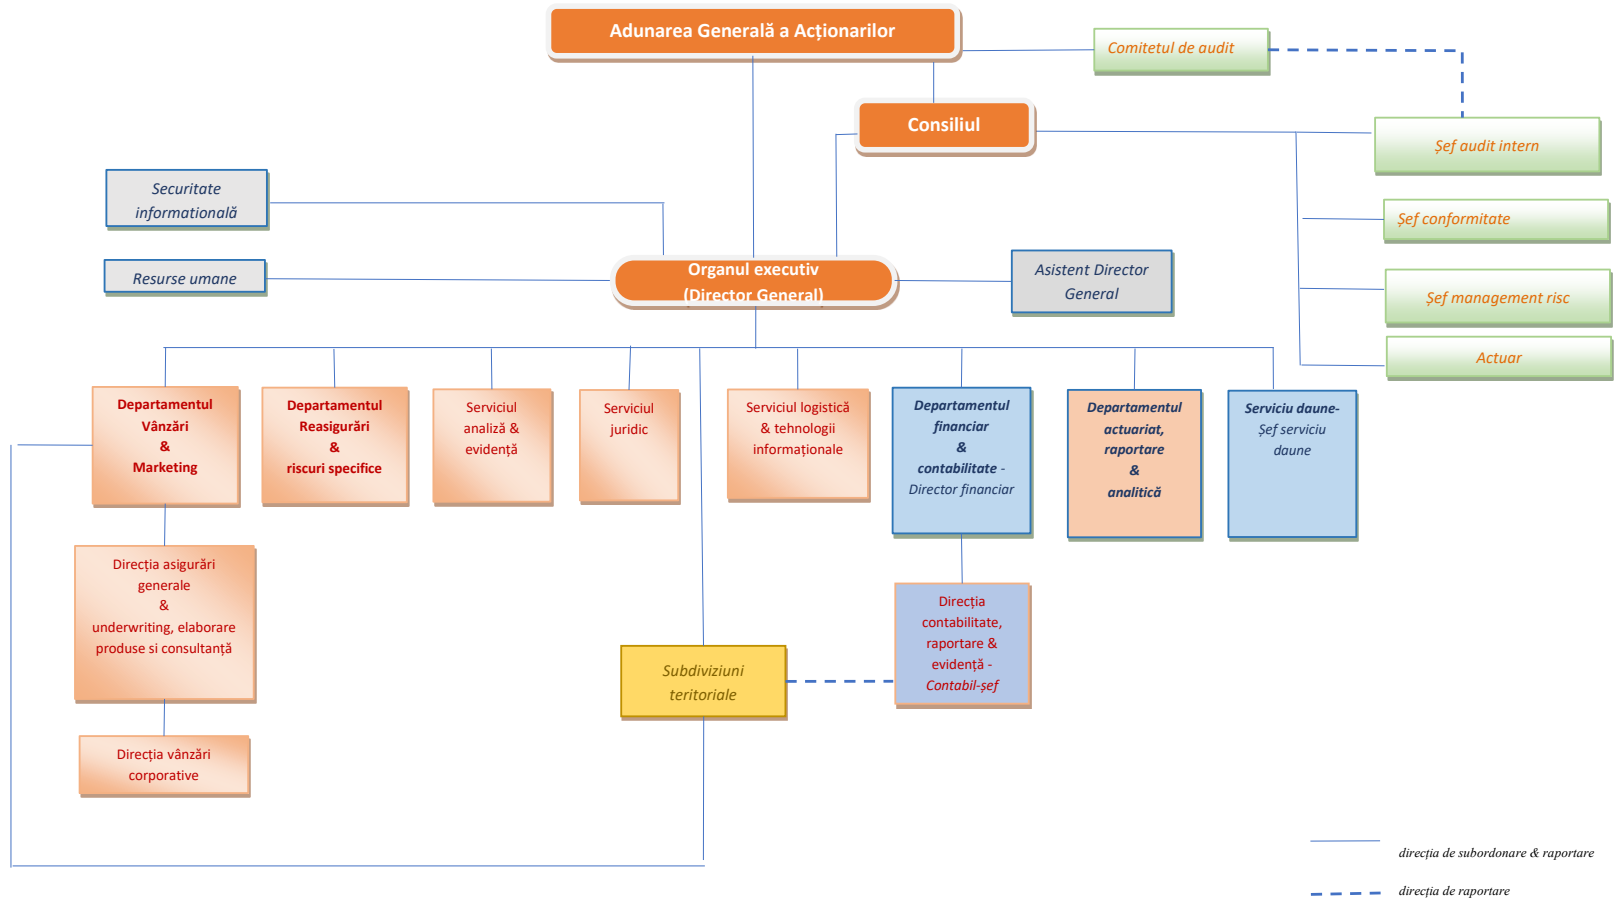 Adunarea Generală a Acționarilor
Comitetul de audit
Consiliul
Șef audit intern
Securitate
informatională
Șef conformitate
Resurse umane
Organul executiv
(Director General)
Asistent Director
General
Șef management risc
Actuar
Departamentul
Vânzări
&
Marketing
Departamentul
Reasigurări
&
riscuri specifice
Serviciul
analiză &
evidență
Serviciul
juridic
Serviciul logistică
& tehnologii
informaționale
Departamentul
financiar
&
contabilitate -
Director financiar
Departamentul
actuariat,
raportare
&
analitică
Serviciu daune-
Șef serviciu
daune
Direcția asigurări
generale
&
underwriting, elaborare
produse si consultanță
Direcția
contabilitate,
raportare &
evidență -
Contabil-șef
Subdiviziuni
teritoriale
Direcția vânzări
corporative
direcția de subordonare & raportare
direcția de raportare